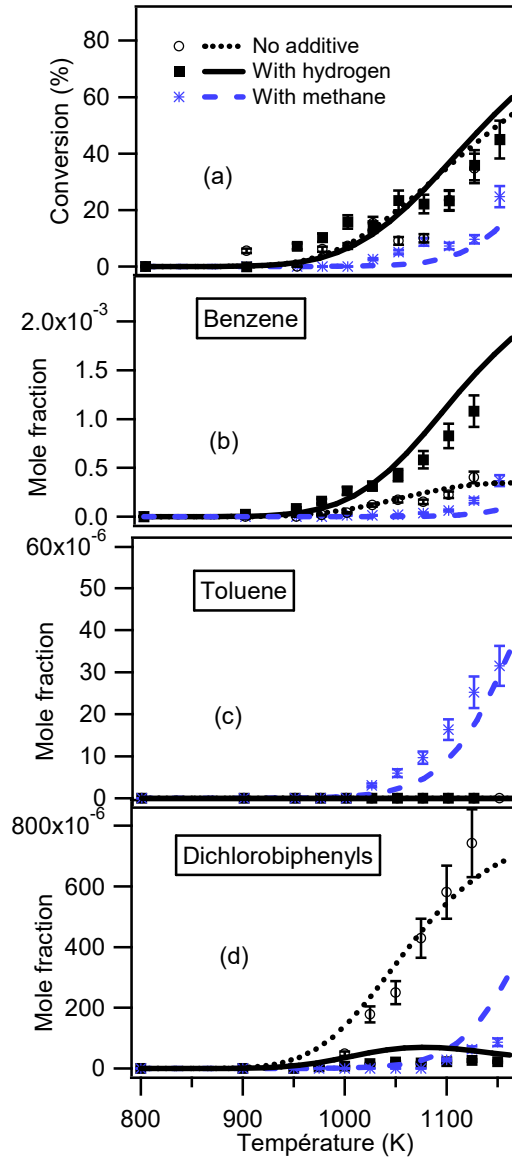 80
60
40
20
0
Conversion (%)
No additive
With hydrogen
With methane
(a)
2.0x10-3
1.5
1.0
0.5
0.0
Mole fraction
Benzene
(b)
60x10-6
50
40
30
20
10
0
Mole fraction
Toluene
(c)
800x10-6
600
400
200
0
Mole fraction
Dichlorobiphenyls
(d)
800 900 1000 1100
Température (K)